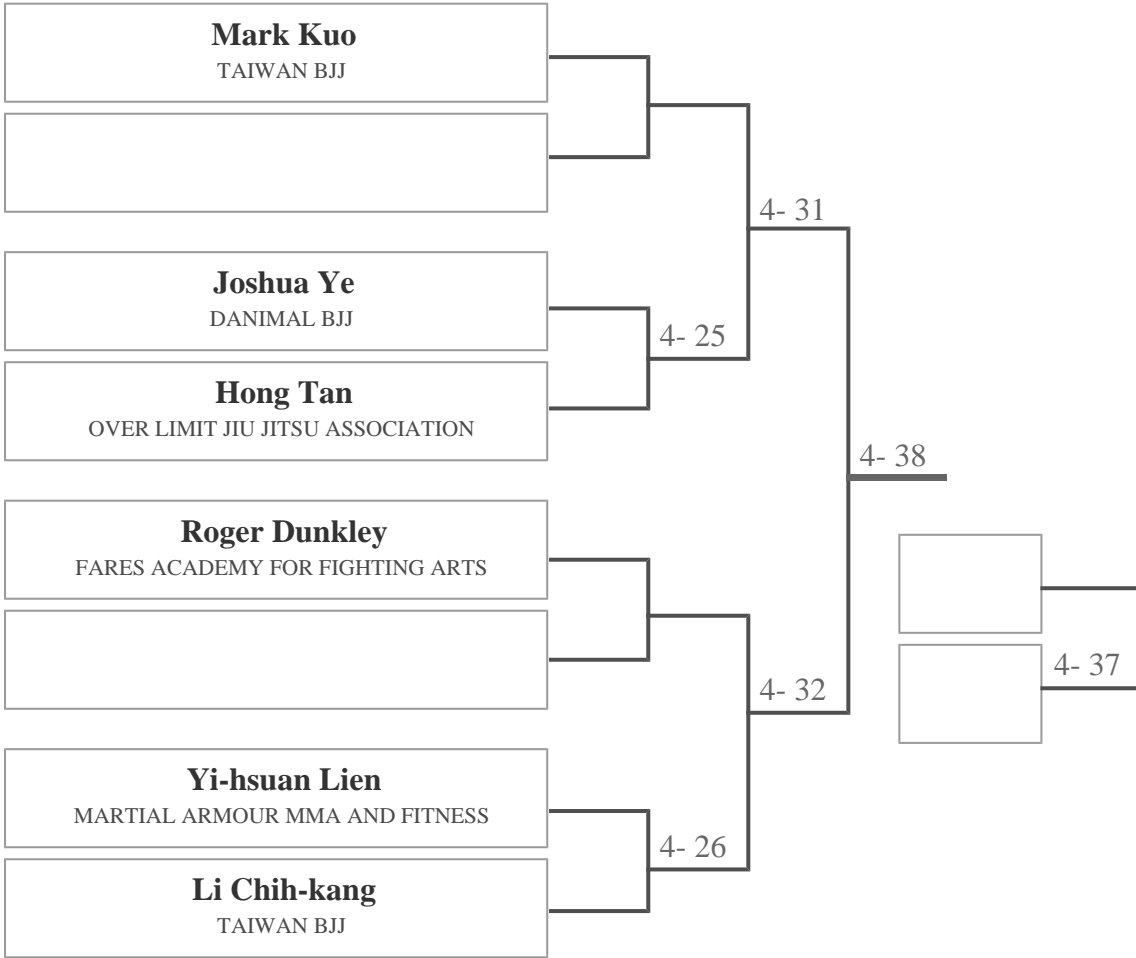 Mark Kuo
TAIWAN BJJ
4- 31
Joshua Ye
DANIMAL BJJ
4- 25
Hong Tan
OVER LIMIT JIU JITSU ASSOCIATION
4- 38
Roger Dunkley
FARES ACADEMY FOR FIGHTING ARTS
4- 37
4- 32
Yi-hsuan Lien
MARTIAL ARMOUR MMA AND FITNESS
4- 26
Li Chih-kang
TAIWAN BJJ